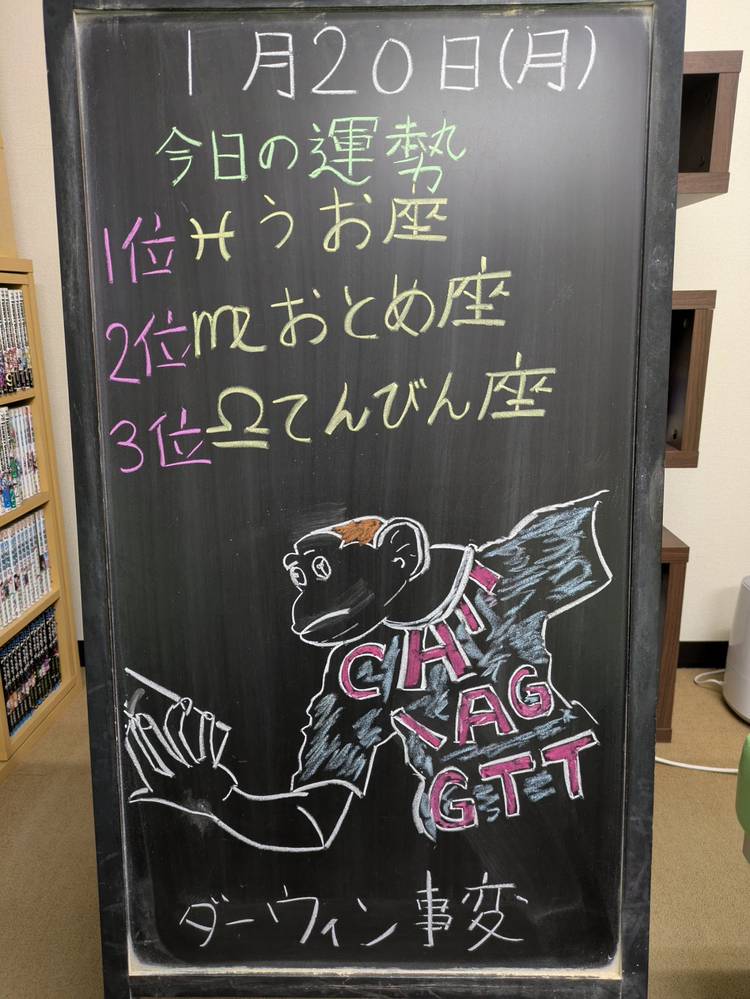 1月20日(月)
今日の運勢
1位♓うお座
2位♍おとめ座
3位♎てんびん座
CHI
AG
GTT
ダーウィン事変